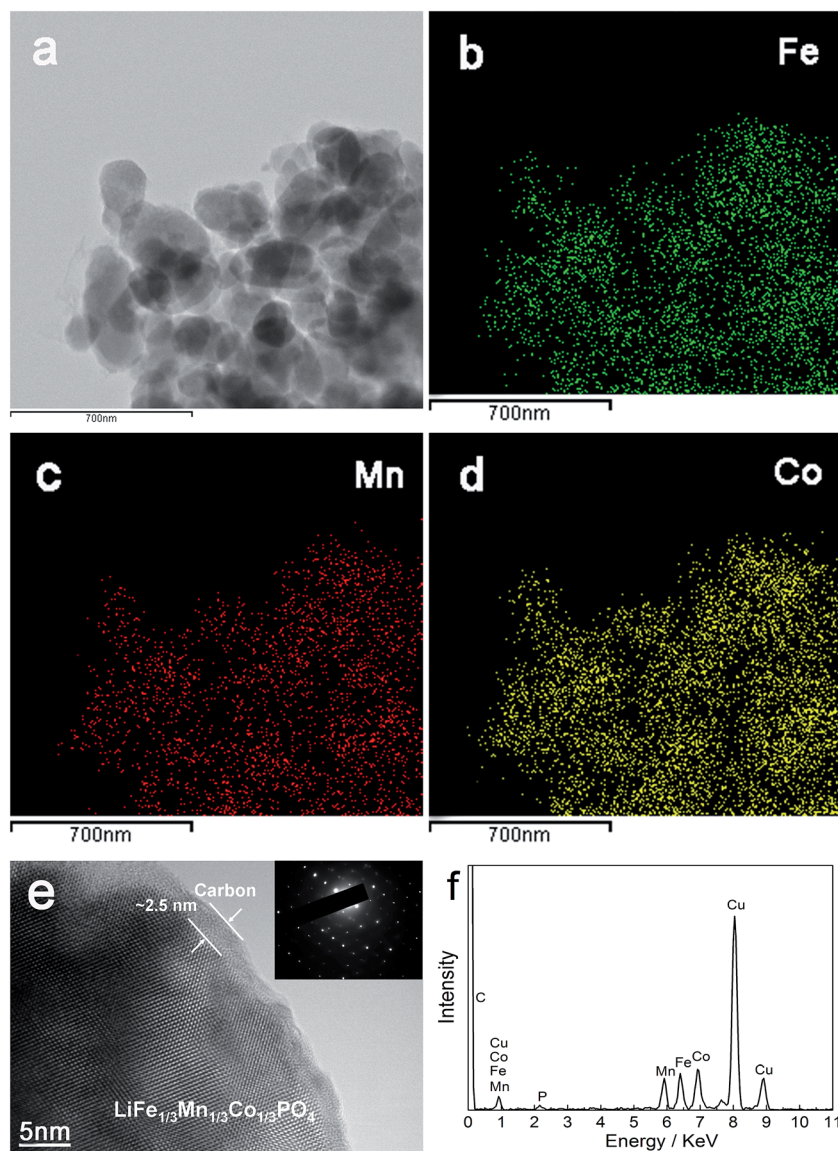 a
b Fe
700nm
700nm
c Mn
d Co
700nm
700nm
e
Carbon
~2.5 nm
LiFe1/3Mn1/3Co1/3PO4
5nm
f
Intensity
C
Cu
Co
Fe
Mn
P
Mn
Fe
Co
Cu
Cu
0 1 2 3 4 5 6 7 8 9 10 11
Energy / KeV